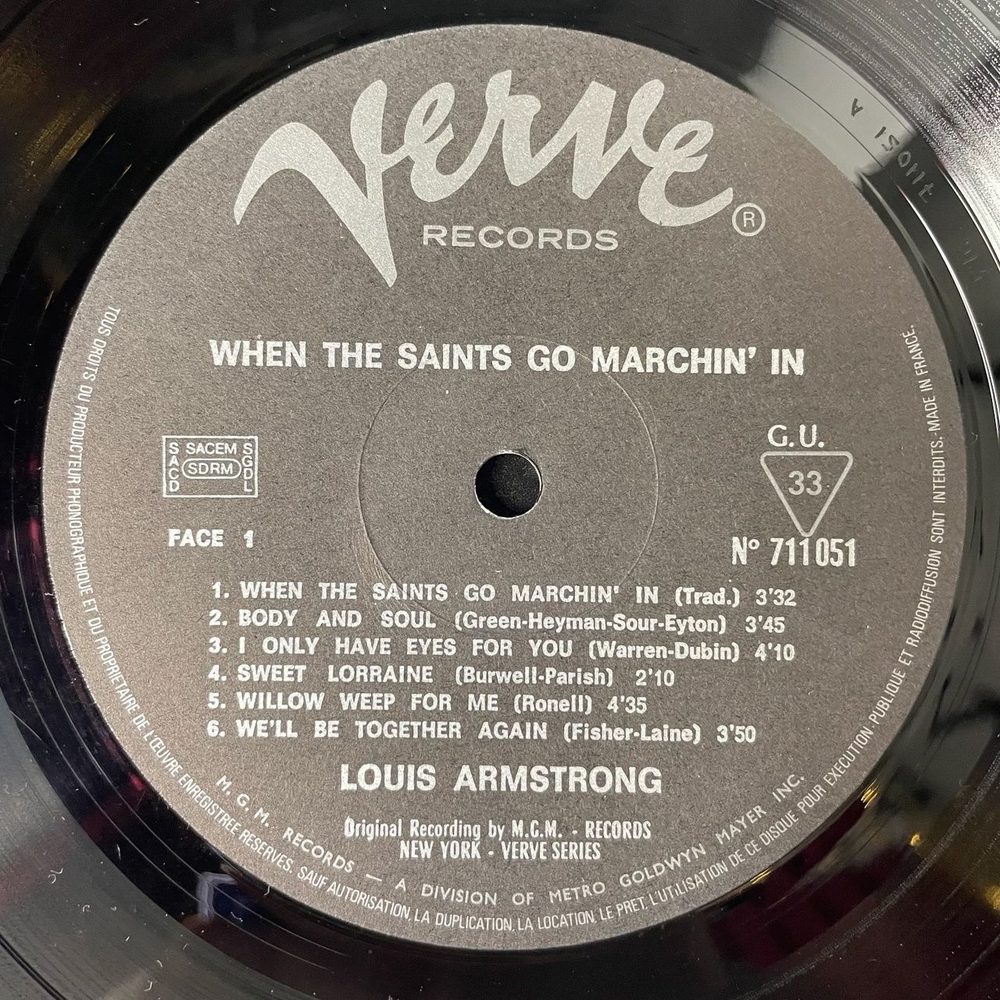 Verve
RECORDS ®
WHEN THE SAINTS GO MARCHIN' IN
SACEM
SACD
SDRM
SGDL
G.U.
33
FACE 1
Nº 711051
1. WHEN THE SAINTS GO MARCHIN' IN (Trad.) 3'32
2. BODY AND SOUL (Green-Heyman-Sour-Eyton) 3'45
3. I ONLY HAVE EYES FOR YOU (Warren-Dubin) 4'10
4. SWEET LORRAINE (Burwell-Parish) 2'10
5. WILLOW WEEP FOR ME (Ronell) 4'35
6. WE'LL BE TOGETHER AGAIN (Fisher-Laine) 3'50
LOUIS ARMSTRONG
Original Recording by M.G.M. - RECORDS
NEW YORK - VERVE SERIES
M. G. M. RECORDS — A DIVISION OF METRO GOLDWYN MAYER INC.
TOUS DROITS DU PRODUCTEUR PHONOGRAPHIQUE ET DU PROPRIETAIRE DE L'ŒUVRE ENREGISTREE RESERVES. SAUF AUTORISATION, LA DUPLICATION, LA LOCATION, LE PRET, L'UTILISATION DE CE DISQUE POUR EXECUTION PUBLIQUE ET RADIODIFFUSION SONT INTERDITS. MADE IN FRANCE.